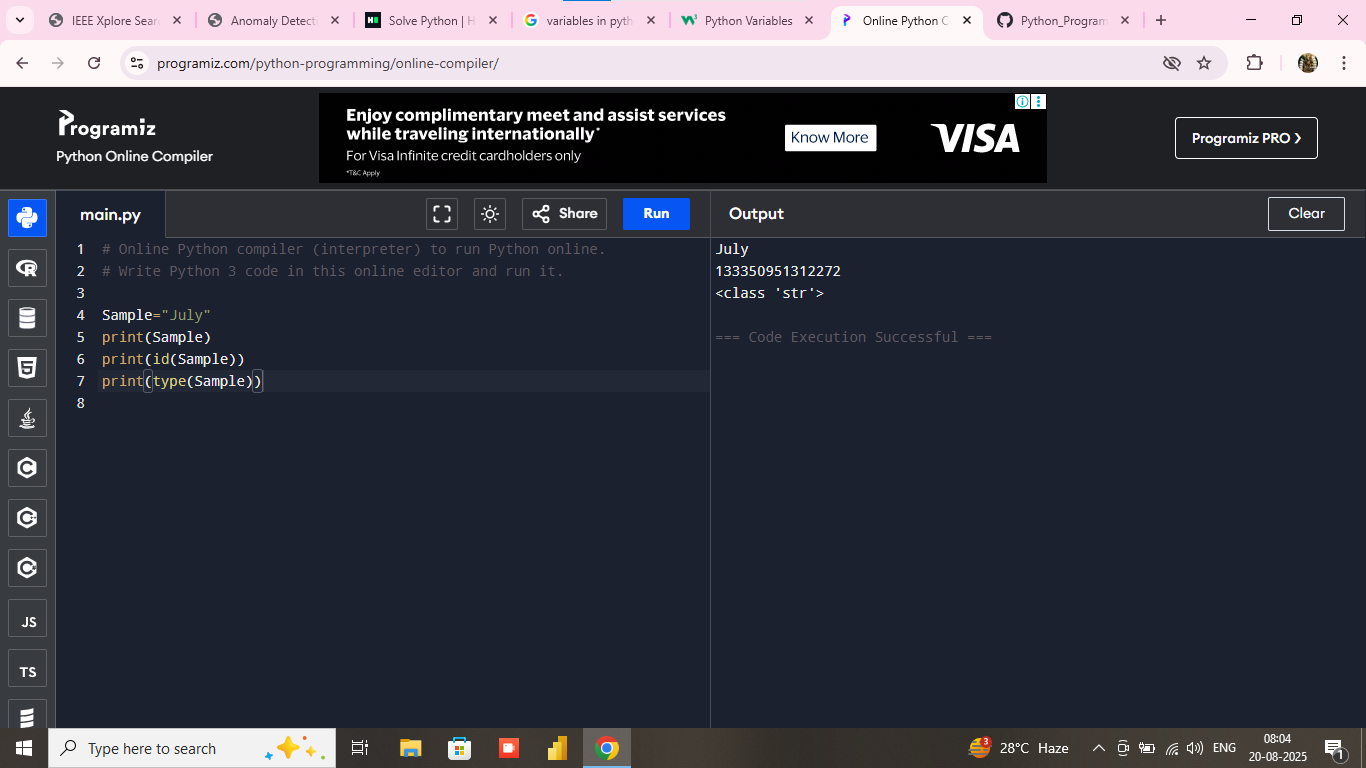 IEEE Xplore Sear
Anomaly Detecti
Solve Python | H
variables in pyth
Python Variables
Online Python C
Python_Program
programiz.com/python-programming/online-compiler/
Programiz
Python Online Compiler
Enjoy complimentary meet and assist services
while traveling internationally*
For Visa Infinite credit cardholders only
*T&C Apply
Know More
VISA
Programiz PRO
main.py
Share
Run
Output
Clear
1 # Online Python compiler (interpreter) to run Python online.
2 # Write Python 3 code in this online editor and run it.
3
4 Sample="July"
5 print(Sample)
6 print(id(Sample))
7 print(type(Sample))
8
July
133350951312272
<class 'str'>
=== Code Execution Successful ===
JS
TS
Type here to search
3
28°C Haze
ENG
08:04
20-08-2025
1